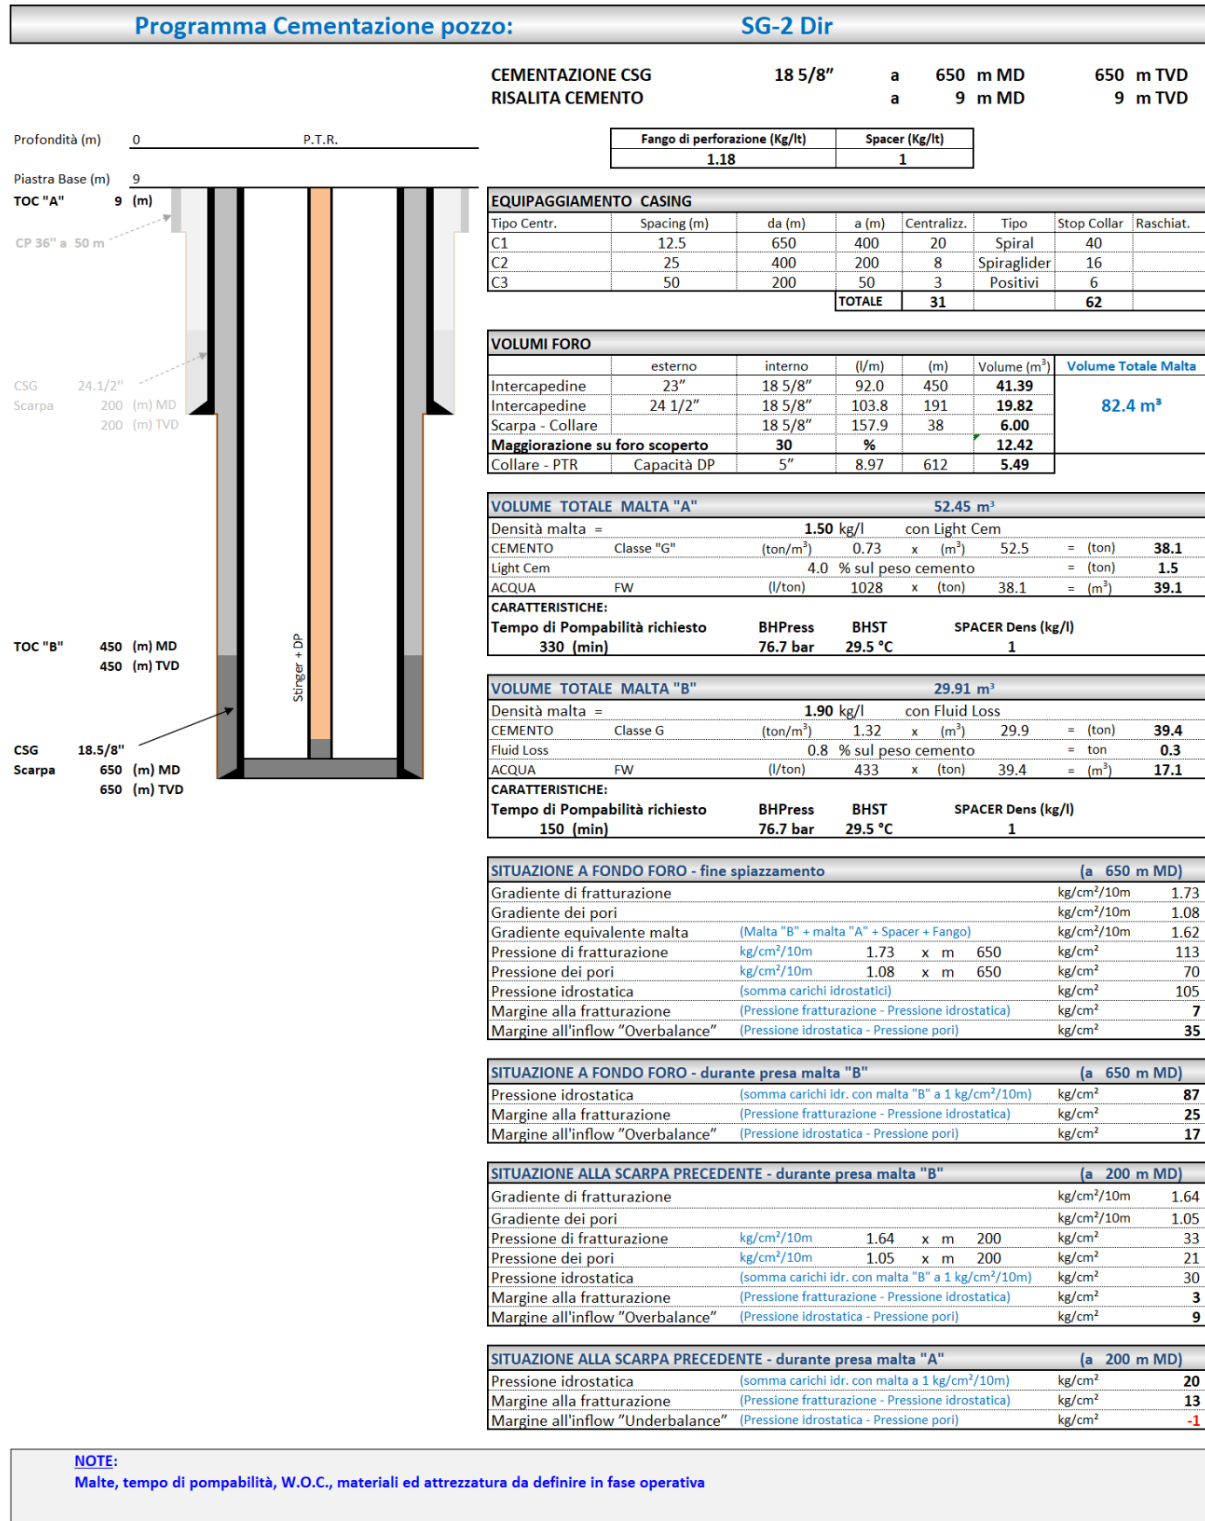 Programma Cementazione pozzo: SG-2 Dir
CEMENTAZIONE CSG 18 5/8" a 650 m MD 650 m TVD
RISALITA CEMENTO a 9 m MD 9 m TVD
Profondità (m) 0 P.T.R.
Piastra Base (m) 9
TOC "A" 9 (m)
CP 36" a 50 m
CSG 24.1/2"
Scarpa 200 (m) MD
200 (m) TVD
Stinger + DP
TOC "B" 450 (m) MD
450 (m) TVD
CSG 18.5/8"
Scarpa 650 (m) MD
650 (m) TVD
Fango di perforazione (Kg/lt) Spacer (Kg/lt)
1.18 1
EQUIPAGGIAMENTO CASING
Tipo Centr. Spacing (m) da (m) a (m) Centralizz. Tipo Stop Collar Raschiat.
C1 12.5 650 400 20 Spiral 40
C2 25 400 200 8 Spiraglider 16
C3 50 200 50 3 Positivi 6
TOTALE 31 62
VOLUMI FORO
esterno interno (l/m) (m) Volume (m³) Volume Totale Malta
Intercapedine 23" 18 5/8" 92.0 450 41.39
Intercapedine 24 1/2" 18 5/8" 103.8 191 19.82 82.4 m³
Scarpa - Collare 18 5/8" 157.9 38 6.00
Maggiorazione su foro scoperto 30 % 12.42
Collare - PTR Capacità DP 5" 8.97 612 5.49
VOLUME TOTALE MALTA "A" 52.45 m³
Densità malta = 1.50 kg/l con Light Cem
CEMENTO Classe "G" (ton/m³) 0.73 x (m³) 52.5 = (ton) 38.1
Light Cem 4.0 % sul peso cemento = (ton) 1.5
ACQUA FW (l/ton) 1028 x (ton) 38.1 = (m³) 39.1
CARATTERISTICHE:
Tempo di Pompabilità richiesto BHPress BHST SPACER Dens (kg/l)
330 (min) 76.7 bar 29.5 °C 1
VOLUME TOTALE MALTA "B" 29.91 m³
Densità malta = 1.90 kg/l con Fluid Loss
CEMENTO Classe G (ton/m³) 1.32 x (m³) 29.9 = (ton) 39.4
Fluid Loss 0.8 % sul peso cemento = ton 0.3
ACQUA FW (l/ton) 433 x (ton) 39.4 = (m³) 17.1
CARATTERISTICHE:
Tempo di Pompabilità richiesto BHPress BHST SPACER Dens (kg/l)
150 (min) 76.7 bar 29.5 °C 1
SITUAZIONE A FONDO FORO - fine spiazzamento (a 650 m MD)
Gradiente di fratturazione kg/cm²/10m 1.73
Gradiente dei pori kg/cm²/10m 1.08
Gradiente equivalente malta (Malta "B" + malta "A" + Spacer + Fango) kg/cm²/10m 1.62
Pressione di fratturazione kg/cm²/10m 1.73 x m 650 kg/cm² 113
Pressione dei pori kg/cm²/10m 1.08 x m 650 kg/cm² 70
Pressione idrostatica (somma carichi idrostatici) kg/cm² 105
Margine alla fratturazione (Pressione fratturazione - Pressione idrostatica) kg/cm² 7
Margine all'inflow "Overbalance" (Pressione idrostatica - Pressione pori) kg/cm² 35
SITUAZIONE A FONDO FORO - durante presa malta "B" (a 650 m MD)
Pressione idrostatica (somma carichi idr. con malta "B" a 1 kg/cm²/10m) kg/cm² 87
Margine alla fratturazione (Pressione fratturazione - Pressione idrostatica) kg/cm² 25
Margine all'inflow "Overbalance" (Pressione idrostatica - Pressione pori) kg/cm² 17
SITUAZIONE ALLA SCARPA PRECEDENTE - durante presa malta "B" (a 200 m MD)
Gradiente di fratturazione kg/cm²/10m 1.64
Gradiente dei pori kg/cm²/10m 1.05
Pressione di fratturazione kg/cm²/10m 1.64 x m 200 kg/cm² 33
Pressione dei pori kg/cm²/10m 1.05 x m 200 kg/cm² 21
Pressione idrostatica (somma carichi idr. con malta "B" a 1 kg/cm²/10m) kg/cm² 30
Margine alla fratturazione (Pressione fratturazione - Pressione idrostatica) kg/cm² 3
Margine all'inflow "Overbalance" (Pressione idrostatica - Pressione pori) kg/cm² 9
SITUAZIONE ALLA SCARPA PRECEDENTE - durante presa malta "A" (a 200 m MD)
Pressione idrostatica (somma carichi idr. con malta a 1 kg/cm²/10m) kg/cm² 20
Margine alla fratturazione (Pressione fratturazione - Pressione idrostatica) kg/cm² 13
Margine all'inflow "Underbalance" (Pressione idrostatica - Pressione pori) kg/cm² -1
NOTE:
Malte, tempo di pompabilità, W.O.C., materiali ed attrezzatura da definire in fase operativa